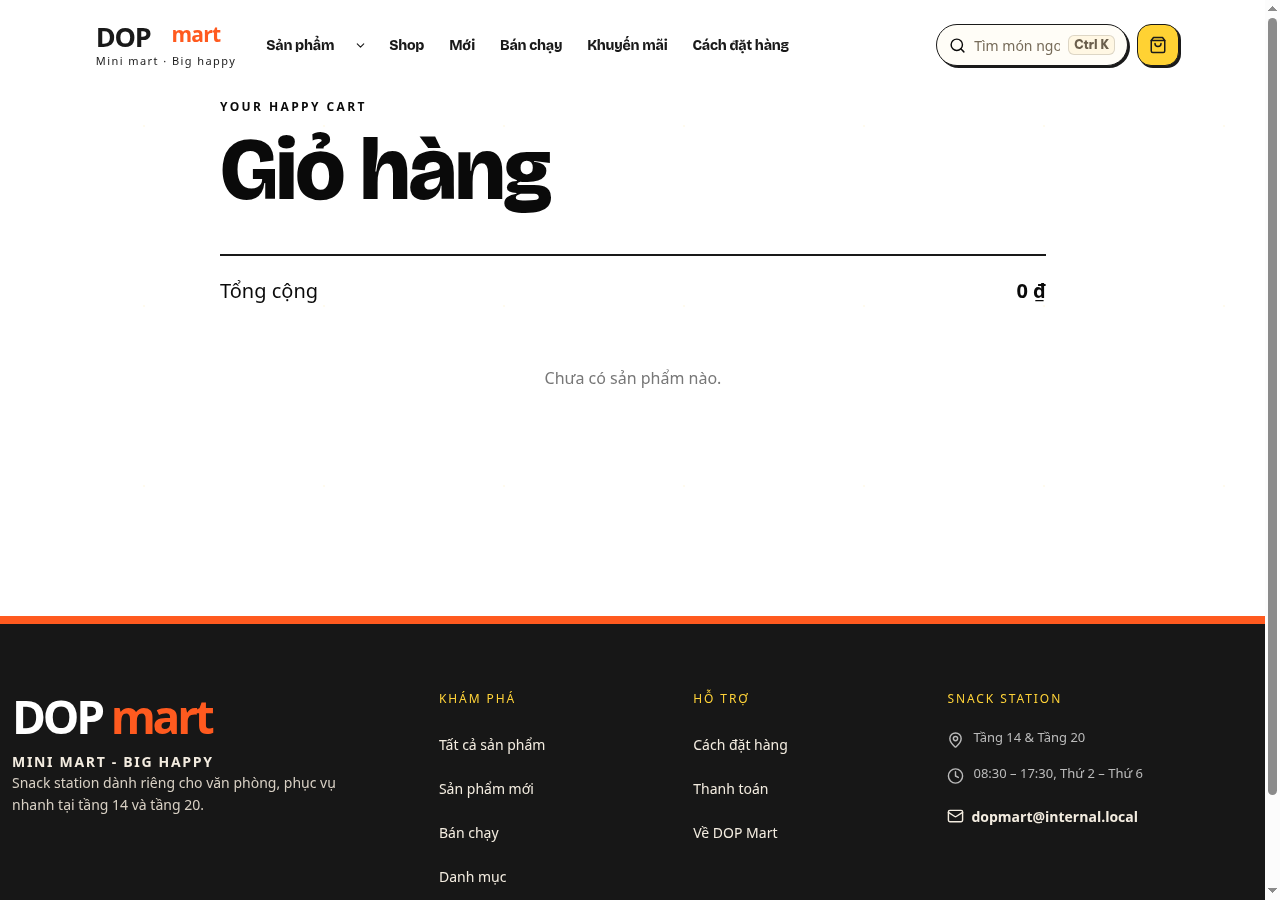 DOP mart
Mini mart · Big happy
Sản phẩm
Shop
Mới
Bán chạy
Khuyến mãi
Cách đặt hàng
Tìm món ngo
Ctrl K
YOUR HAPPY CART
Giỏ hàng
Tổng cộng
0 ₫
Chưa có sản phẩm nào.
DOP mart
MINI MART - BIG HAPPY
Snack station dành riêng cho văn phòng, phục vụ
nhanh tại tầng 14 và tầng 20.
KHÁM PHÁ
Tất cả sản phẩm
Sản phẩm mới
Bán chạy
Danh mục
HỖ TRỢ
Cách đặt hàng
Thanh toán
Về DOP Mart
SNACK STATION
Tầng 14 & Tầng 20
08:30 – 17:30, Thứ 2 – Thứ 6
dopmart@internal.local